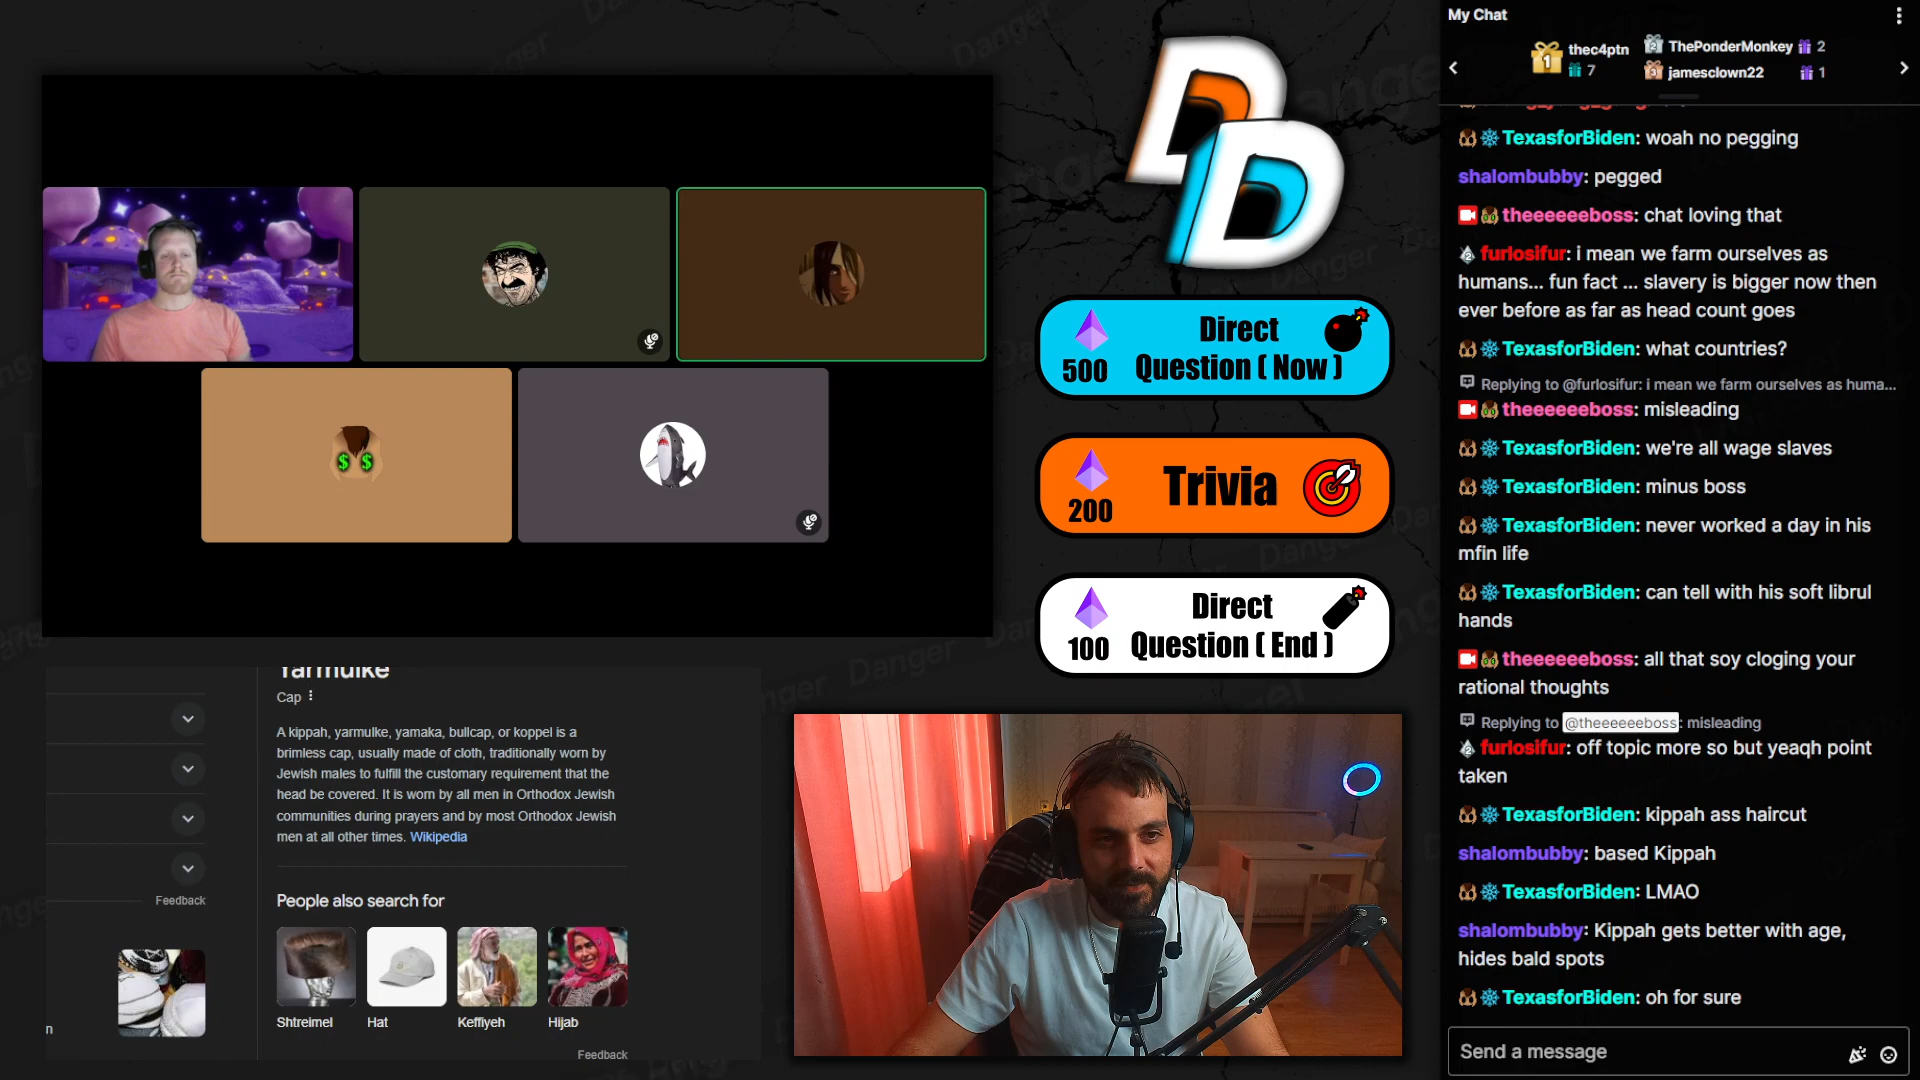 My Chat
thec4ptn
7
ThePonderMonkey 2
jamesclown22 1
TexasforBiden: woah no pegging
shalombubby: pegged
theeeeeeboss: chat loving that
furlosifur: i mean we farm ourselves as
humans... fun fact ... slavery is bigger now then
ever before as far as head count goes
TexasforBiden: what countries?
Replying to @furlosifur: i mean we farm ourselves as huma...
theeeeeeboss: misleading
TexasforBiden: we're all wage slaves
TexasforBiden: minus boss
TexasforBiden: never worked a day in his
mfin life
TexasforBiden: can tell with his soft librul
hands
theeeeeeboss: all that soy cloging your
rational thoughts
Replying to @theeeeeeboss: misleading
furlosifur: off topic more so but yeaqh point
taken
TexasforBiden: kippah ass haircut
shalombubby: based Kippah
TexasforBiden: LMAO
shalombubby: Kippah gets better with age,
hides bald spots
TexasforBiden: oh for sure
Send a message
DD
500
Direct
Question ( Now )
200
Trivia
100
Direct
Question ( End )
Yarmulke
Cap
A kippah, yarmulke, yamaka, bullcap, or koppel is a
brimless cap, usually made of cloth, traditionally worn by
Jewish males to fulfill the customary requirement that the
head be covered. It is worn by all men in Orthodox Jewish
communities during prayers and by most Orthodox Jewish
men at all other times. Wikipedia
Feedback
People also search for
Shtreimel
Hat
Keffiyeh
Hijab
Feedback
n